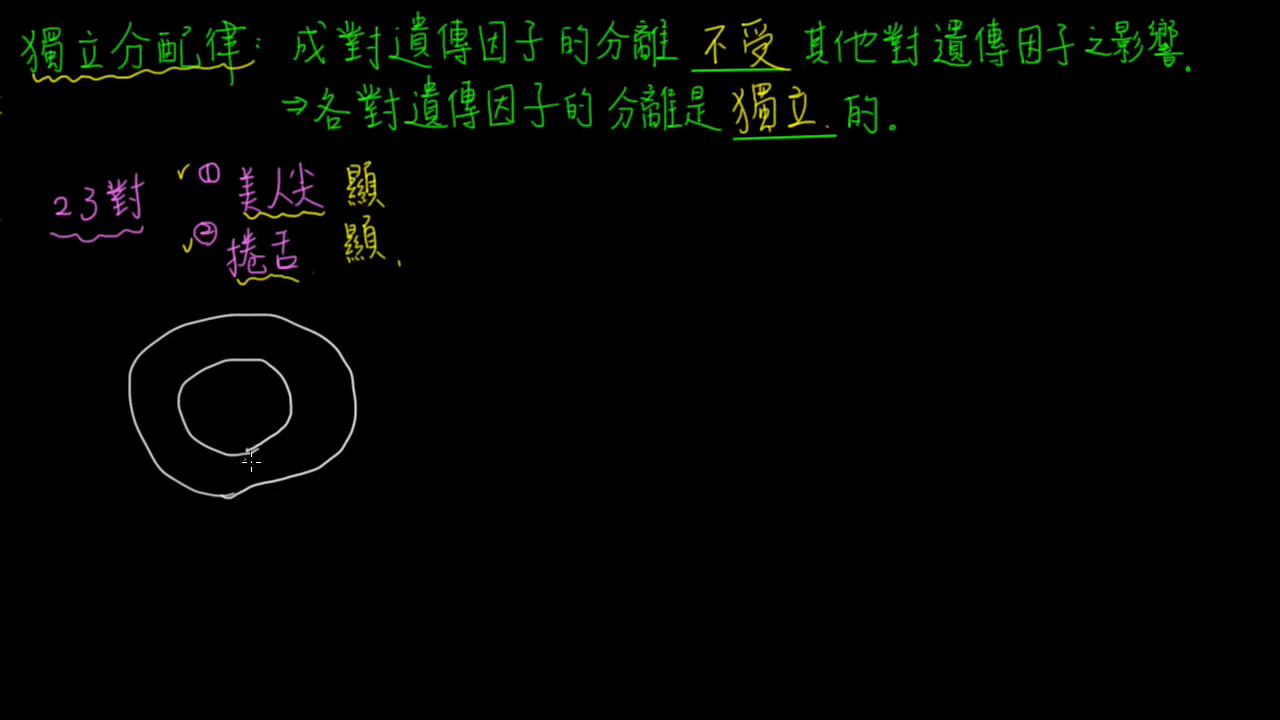 獨立分配律: 成對遺傳因子的分離 不受 其他對遺傳因子之影響.
⇒各對遺傳因子的分離是 獨立. 的。
23對 ✓① 美人尖 顯
✓② 捲舌. 顯.